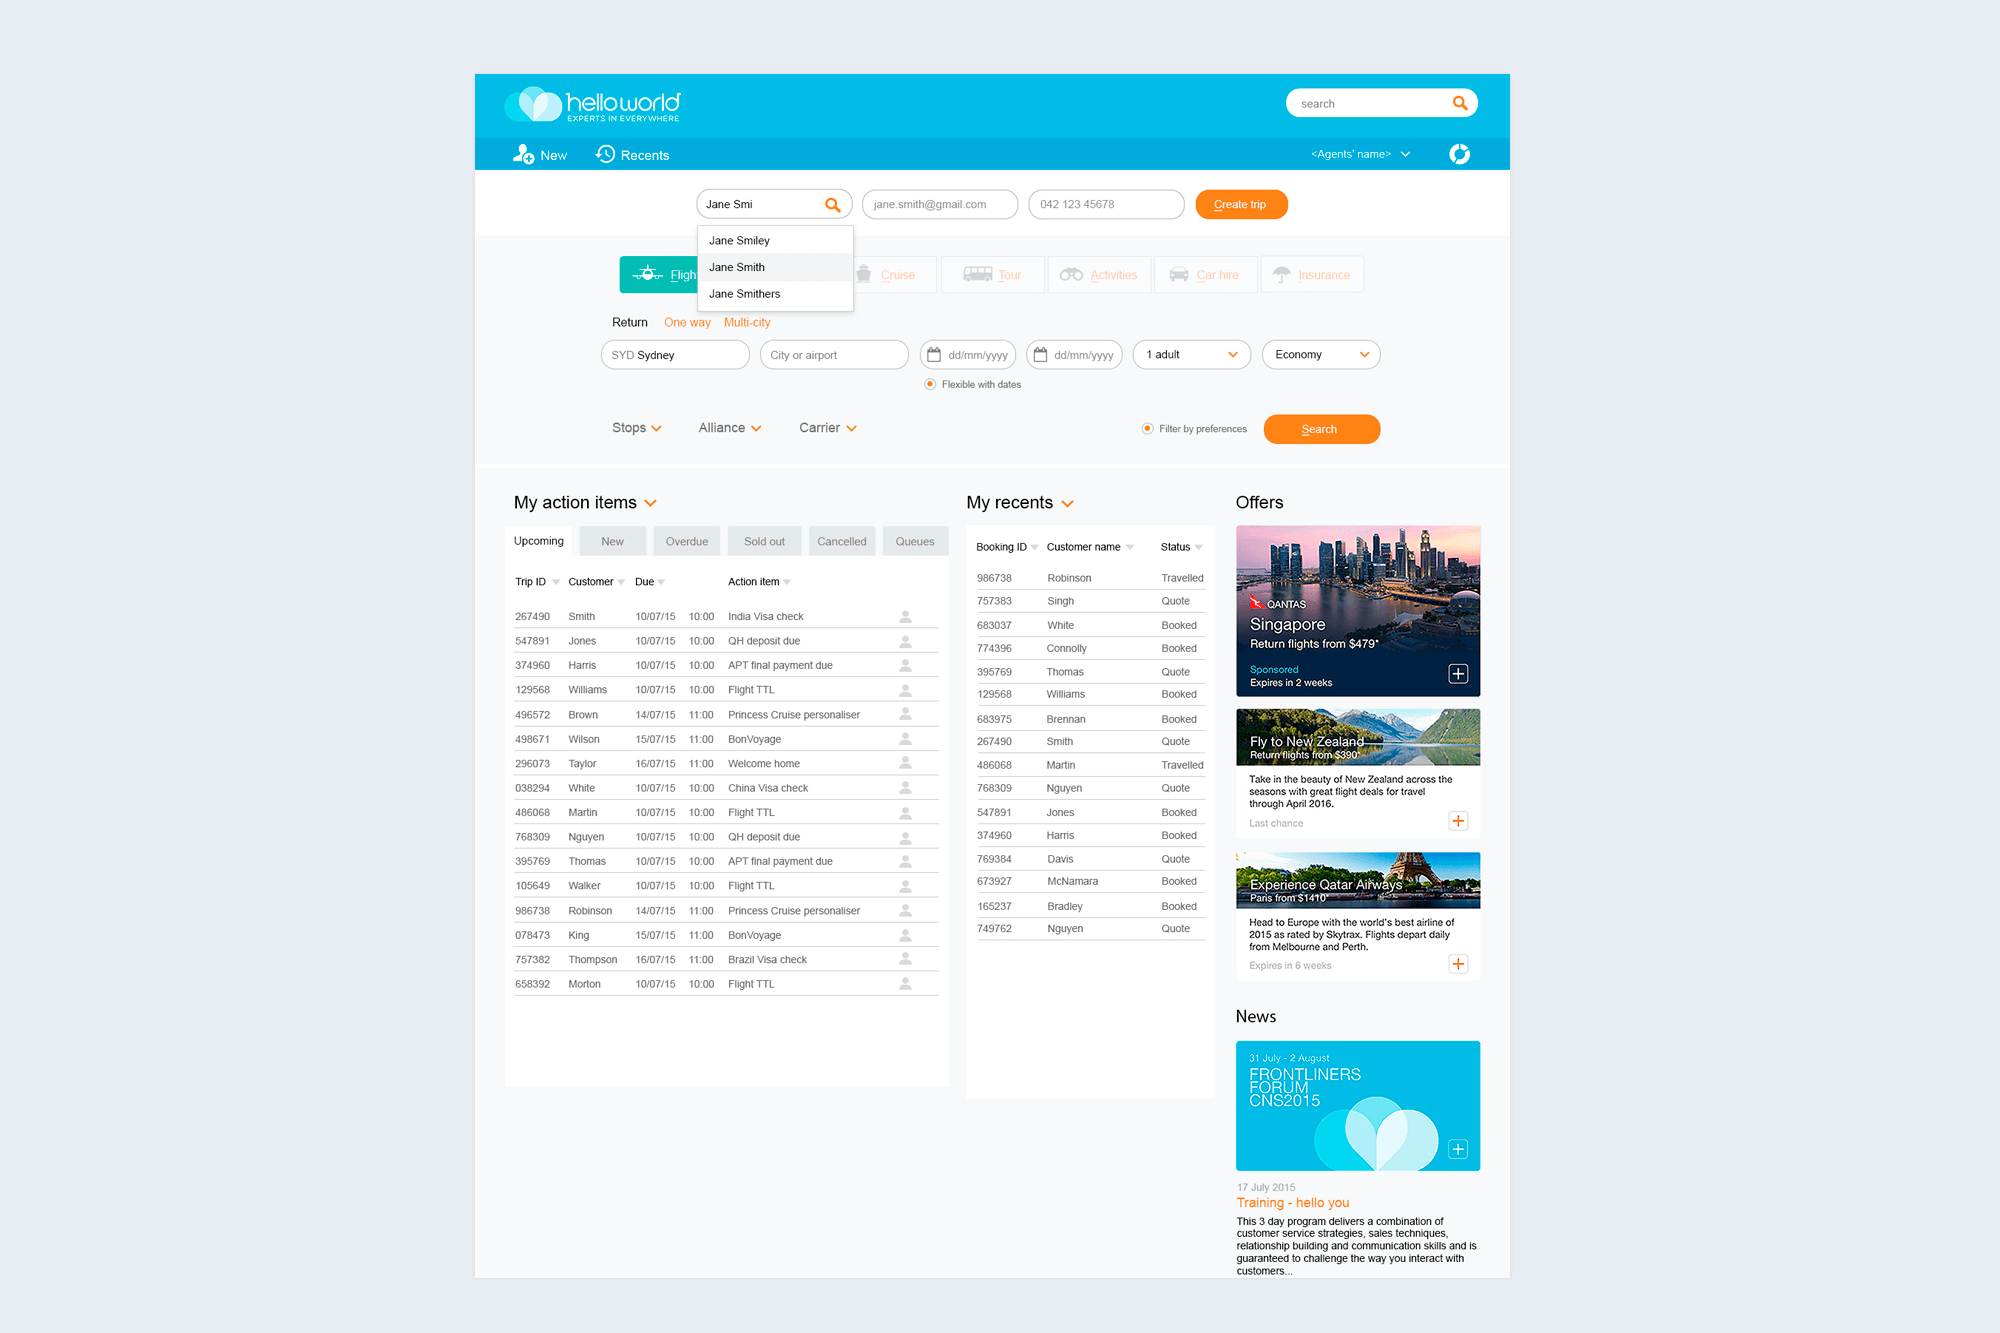 helloworld
EXPERTS IN EVERYWHERE
search
New
Recents
<Agents' name>
Jane Smi
jane.smith@gmail.com
042 123 45678
Create trip
Jane Smiley
Jane Smith
Jane Smithers
Fligh
Cruise
Tour
Activities
Car hire
Insurance
Return One way Multi-city
SYD Sydney
City or airport
dd/mm/yyyy
dd/mm/yyyy
1 adult
Economy
Flexible with dates
Stops
Alliance
Carrier
Filter by preferences
Search
My action items
Upcoming New Overdue Sold out Cancelled Queues
Trip ID Customer Due Action item
267490 Smith 10/07/15 10:00 India Visa check
547891 Jones 10/07/15 10:00 QH deposit due
374960 Harris 10/07/15 10:00 APT final payment due
129568 Williams 10/07/15 10:00 Flight TTL
496572 Brown 14/07/15 11:00 Princess Cruise personaliser
498671 Wilson 15/07/15 11:00 BonVoyage
296073 Taylor 16/07/15 11:00 Welcome home
038294 White 10/07/15 10:00 China Visa check
486068 Martin 10/07/15 10:00 Flight TTL
768309 Nguyen 10/07/15 10:00 QH deposit due
395769 Thomas 10/07/15 10:00 APT final payment due
105649 Walker 10/07/15 10:00 Flight TTL
986738 Robinson 14/07/15 11:00 Princess Cruise personaliser
078473 King 15/07/15 11:00 BonVoyage
757382 Thompson 16/07/15 11:00 Brazil Visa check
658392 Morton 10/07/15 10:00 Flight TTL
My recents
Booking ID Customer name Status
986738 Robinson Travelled
757383 Singh Quote
683037 White Booked
774396 Connolly Booked
395769 Thomas Quote
129568 Williams Booked
683975 Brennan Booked
267490 Smith Quote
486068 Martin Travelled
768309 Nguyen Quote
547891 Jones Booked
374960 Harris Booked
769384 Davis Quote
673927 McNamara Booked
165237 Bradley Booked
749762 Nguyen Quote
Offers
QANTAS
Singapore
Return flights from $479*
Sponsored
Expires in 2 weeks
Fly to New Zealand
Return flights from $390*
Take in the beauty of New Zealand across the
seasons with great flight deals for travel
through April 2016.
Last chance
Experience Qatar Airways
Paris from $1410*
Head to Europe with the world's best airline of
2015 as rated by Skytrax. Flights depart daily
from Melbourne and Perth.
Expires in 6 weeks
News
31 July - 2 August
FRONTLINERS
FORUM
CNS2015
17 July 2015
Training - hello you
This 3 day program delivers a combination of
customer service strategies, sales techniques,
relationship building and communication skills and is
guaranteed to challenge the way you interact with
customers...